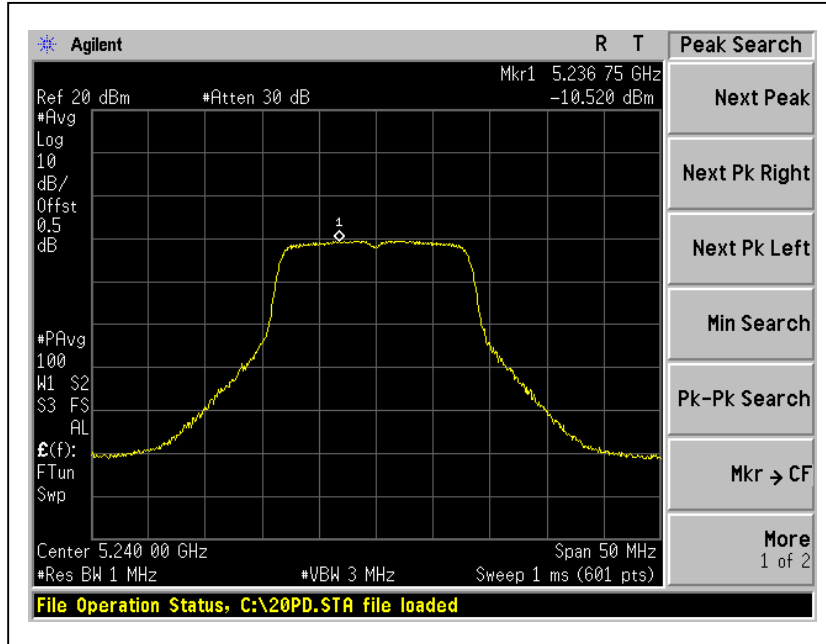 Agilent R T Peak Search
Mkr1 5.236 75 GHz
Ref 20 dBm #Atten 30 dB -10.520 dBm
#Avg
Log
10
dB/
Offst
0.5
dB
1
#PAvg
100
W1 S2
S3 FS
AL
£(f):
FTun
Swp
Center 5.240 00 GHz Span 50 MHz
#Res BW 1 MHz #VBW 3 MHz Sweep 1 ms (601 pts)
File Operation Status, C:\20PD.STA file loaded
Next Peak
Next Pk Right
Next Pk Left
Min Search
Pk-Pk Search
Mkr → CF
More
1 of 2